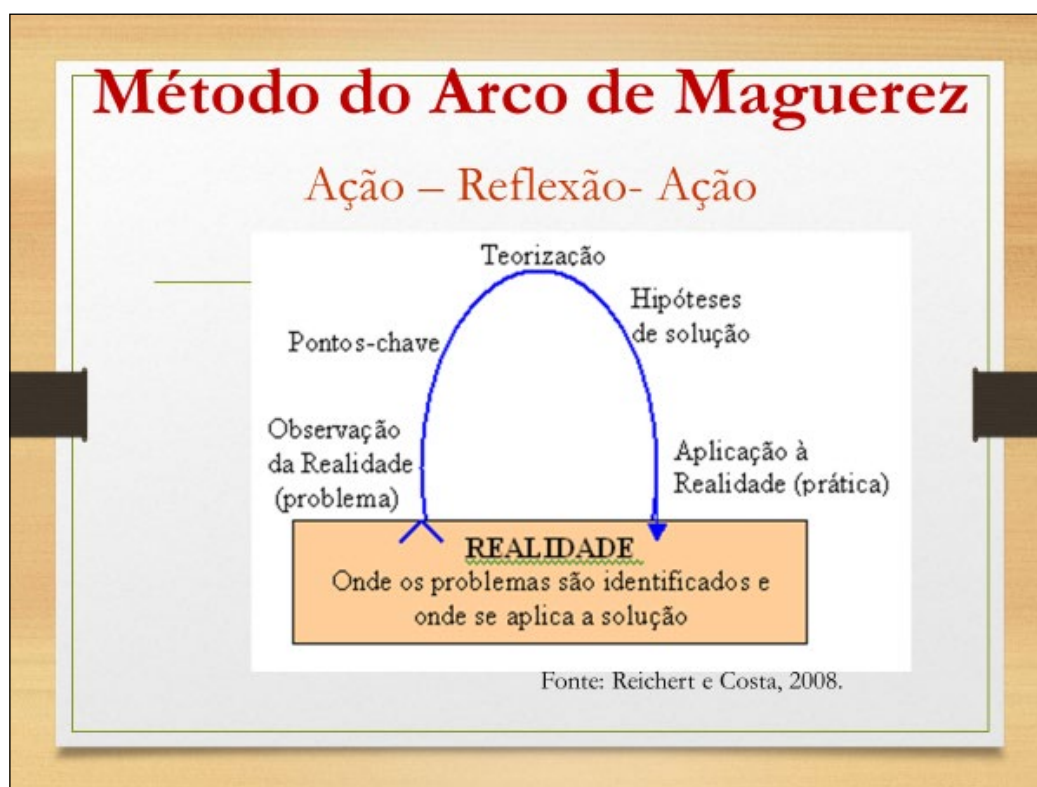 Método do Arco de Maguerez
Ação – Reflexão- Ação
Teorização
Hipóteses
de solução
Pontos-chave
Observação
da Realidade
(problema)
Aplicação à
Realidade (prática)
REALIDADE
Onde os problemas são identificados e
onde se aplica a solução
Fonte: Reichert e Costa, 2008.